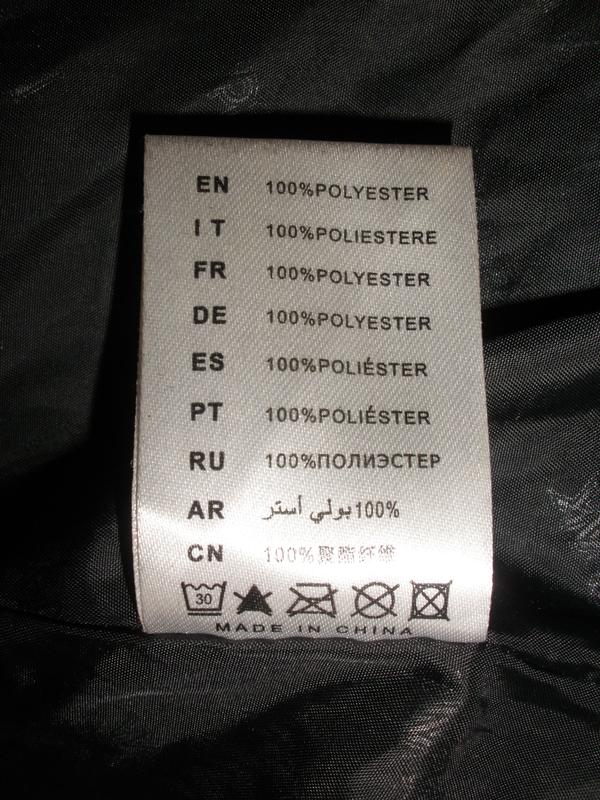 EN 100%POLYESTER
IT 100%POLIESTERE
FR 100%POLYESTER
DE 100%POLYESTER
ES 100%POLIÉSTER
PT 100%POLIÉSTER
RU 100%ПОЛИЭСТЕР
AR 100%بولي أستر
CN 100%聚酯纤维
30
MADE IN CHINA